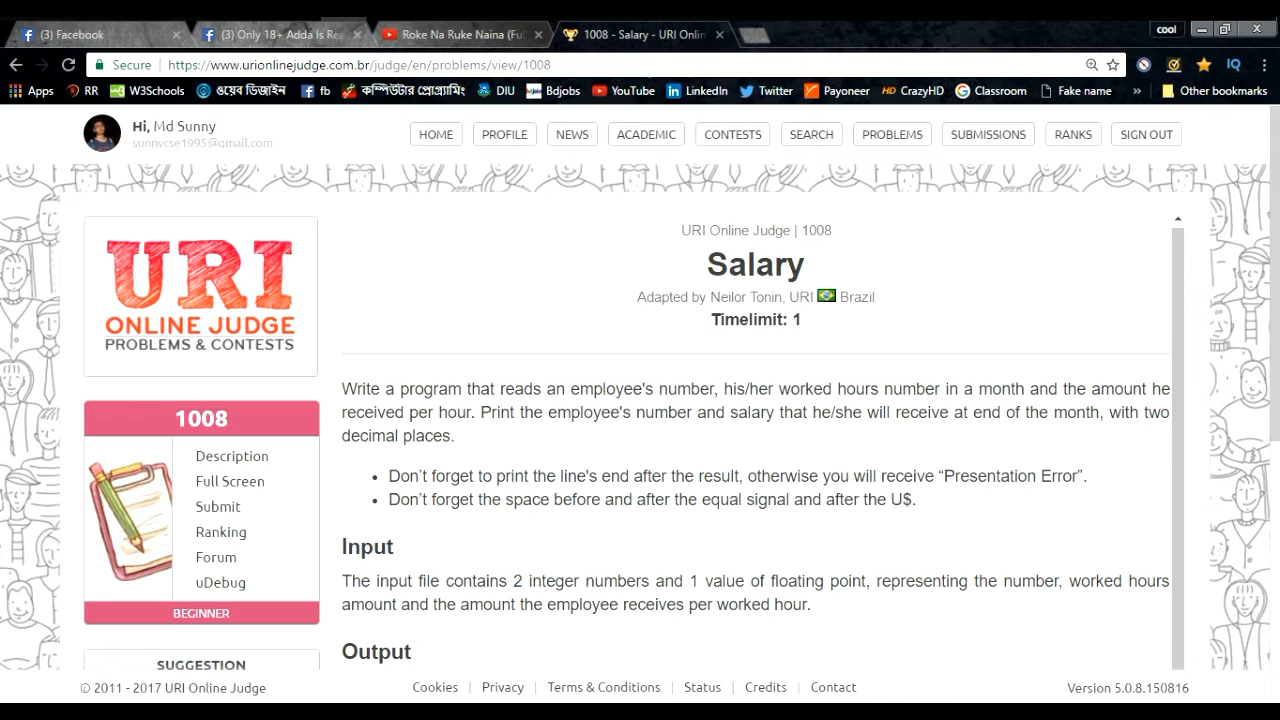 (3) Facebook
(3) Only 18+ Adda Is Rea
Roke Na Ruke Naina (Fu
1008 - Salary - URI Onlin
cool
Secure
https://www.urionlinejudge.com.br/judge/en/problems/view/1008
Apps
RR
W3Schools
ওয়েব ডিজাইন
fb
কম্পিউটার প্রোগ্রামিং
DIU
Bdjobs
YouTube
LinkedIn
Twitter
Payoneer
HD CrazyHD
Classroom
Fake name
»
Other bookmarks
Hi, Md Sunny
sunnycse1995@gmail.com
HOME
PROFILE
NEWS
ACADEMIC
CONTESTS
SEARCH
PROBLEMS
SUBMISSIONS
RANKS
SIGN OUT
URI
ONLINE JUDGE
PROBLEMS & CONTESTS
1008
Description
Full Screen
Submit
Ranking
Forum
uDebug
BEGINNER
SUGGESTION
URI Online Judge | 1008
Salary
Adapted by Neilor Tonin, URI Brazil
Timelimit: 1
Write a program that reads an employee's number, his/her worked hours number in a month and the amount he
received per hour. Print the employee's number and salary that he/she will receive at end of the month, with two
decimal places.
• Don't forget to print the line's end after the result, otherwise you will receive “Presentation Error”.
• Don't forget the space before and after the equal signal and after the U$.
Input
The input file contains 2 integer numbers and 1 value of floating point, representing the number, worked hours
amount and the amount the employee receives per worked hour.
Output
© 2011 - 2017 URI Online Judge
Cookies | Privacy | Terms & Conditions | Status | Credits | Contact
Version 5.0.8.150816